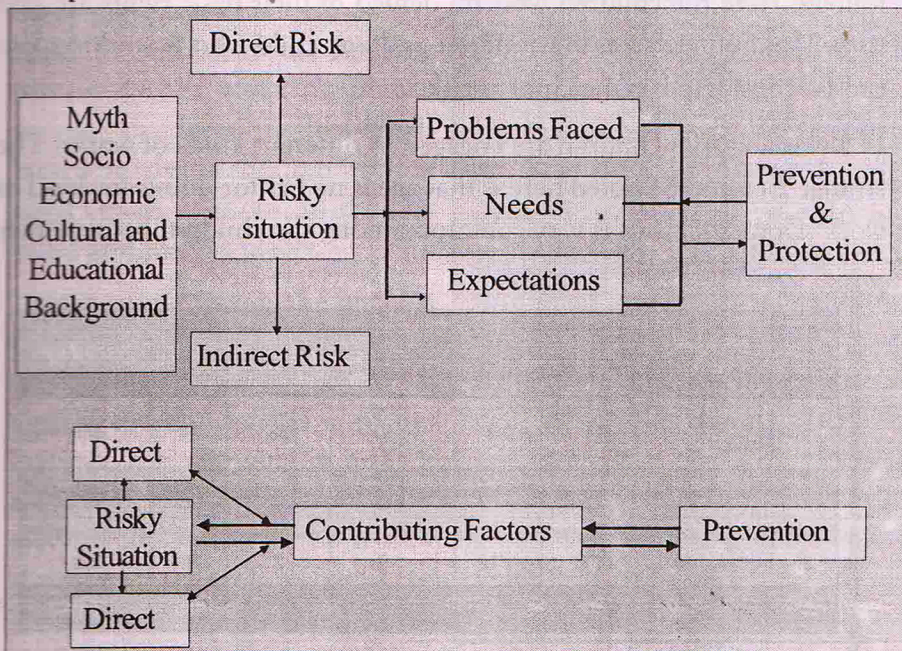 Direct Risk
Myth
Socio
Economic
Cultural and
Educational
Background
Risky
situation
Problems Faced
Needs
Expectations
Prevention
&
Protection
Indirect Risk
Direct
Risky
Situation
Direct
Contributing Factors
Prevention